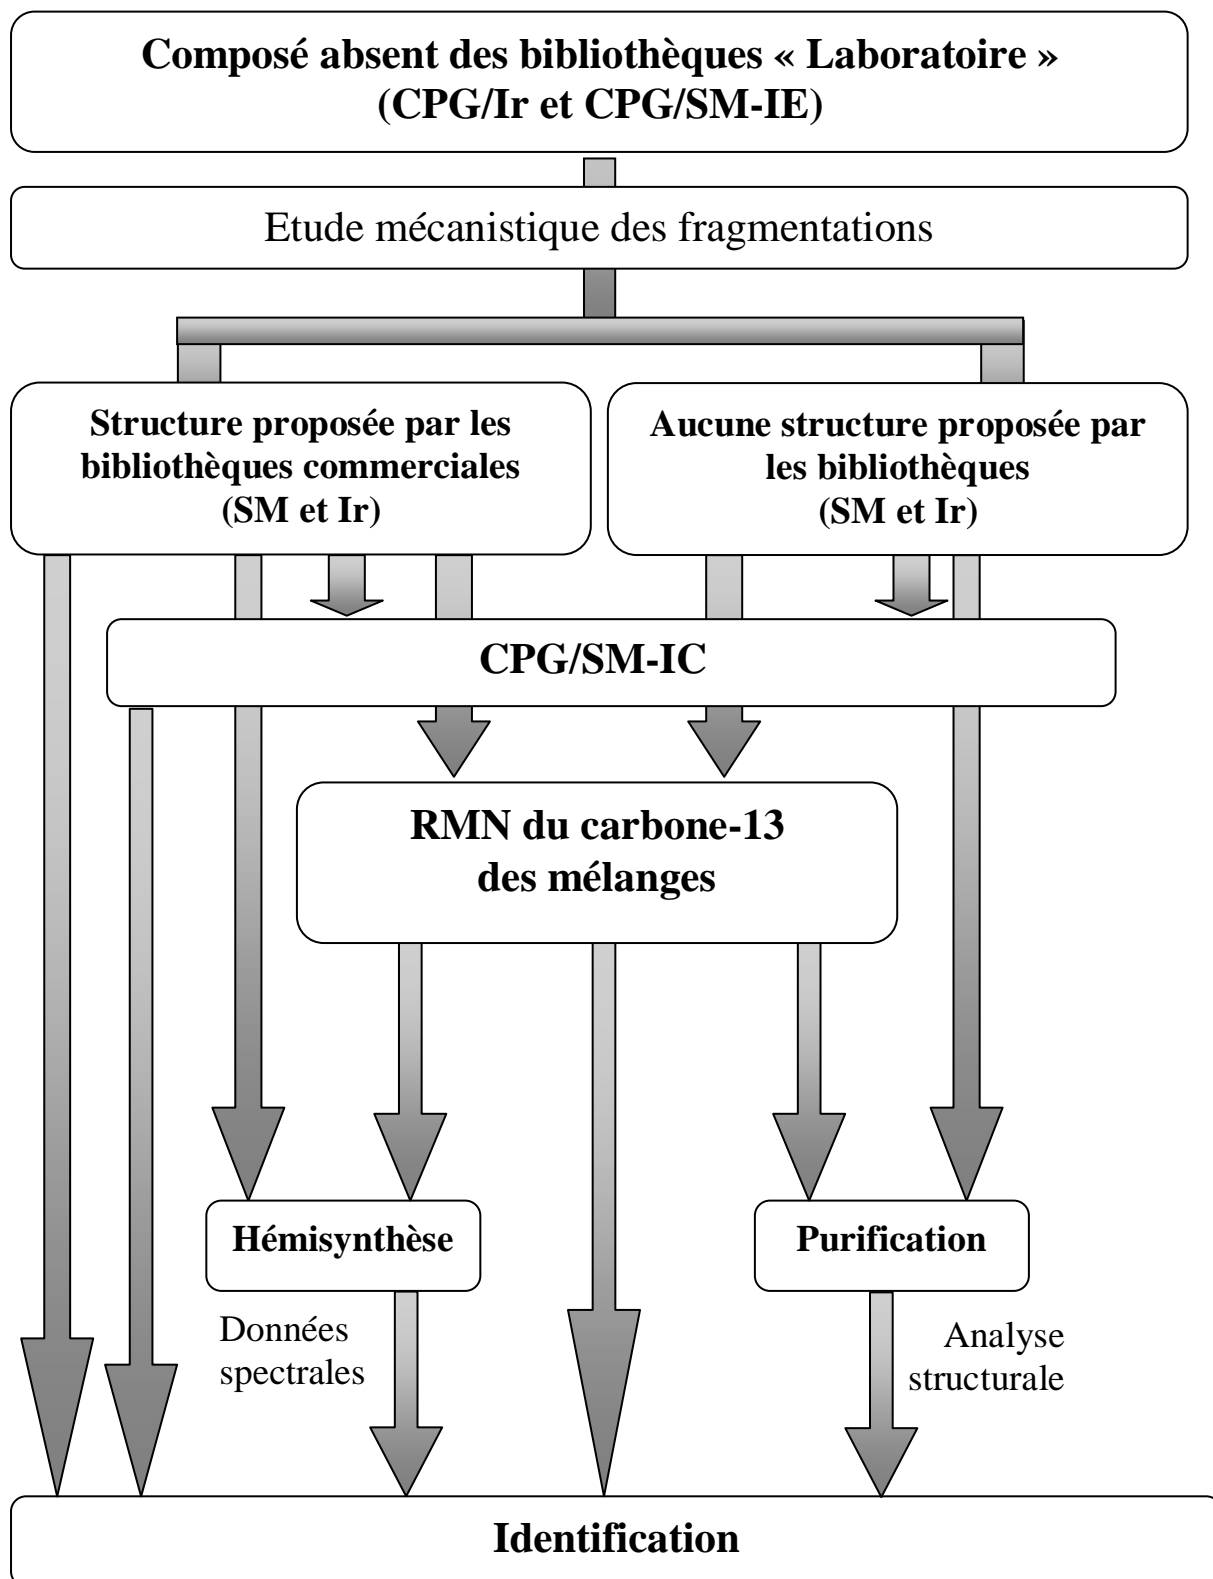 Composé absent des bibliothèques « Laboratoire »
(CPG/Ir et CPG/SM-IE)
Etude mécanistique des fragmentations
Structure proposée par les
bibliothèques commerciales
(SM et Ir)
Aucune structure proposée par
les bibliothèques
(SM et Ir)
CPG/SM-IC
RMN du carbone-13
des mélanges
Hémisynthèse
Purification
Données
spectrales
Analyse
structurale
Identification